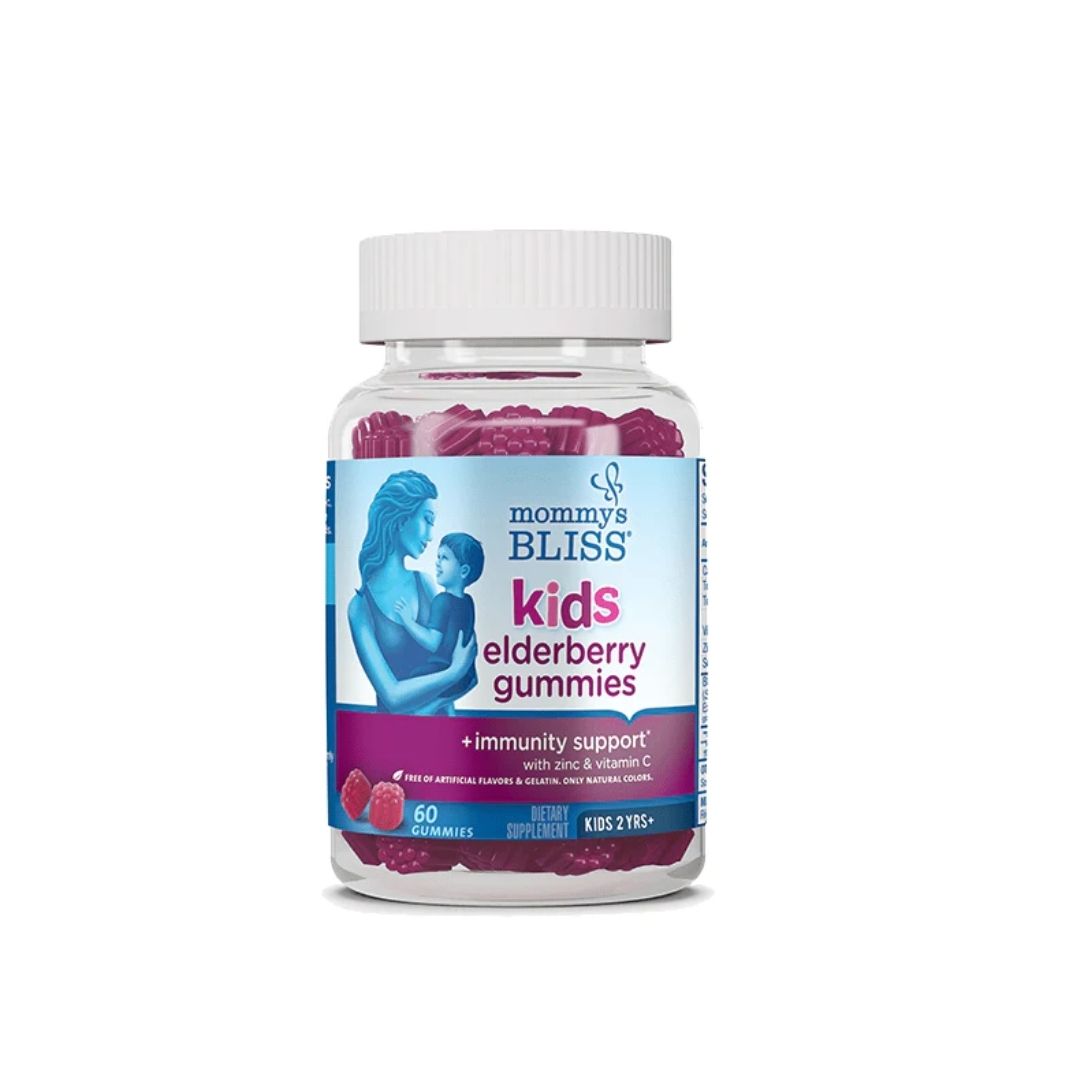 mommy's
BLISS®
kids
elderberry
gummies
+immunity support*
with zinc & vitamin C
FREE OF ARTIFICIAL FLAVORS & GELATIN. ONLY NATURAL COLORS.
60
GUMMIES
DIETARY
SUPPLEMENT
KIDS 2 YRS+